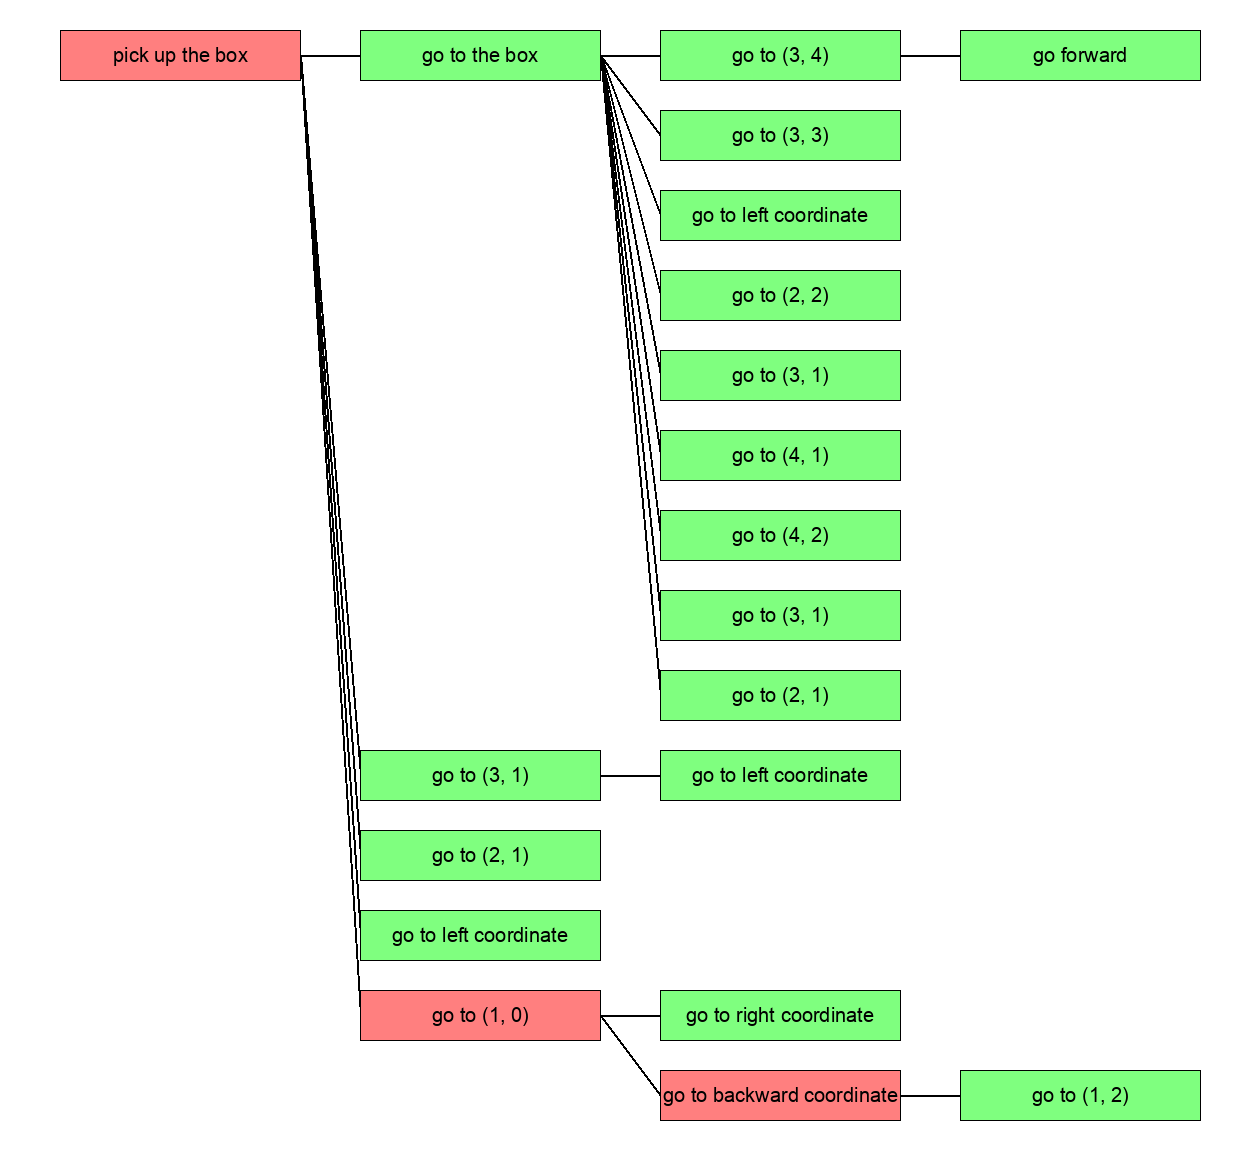 pick up the box
go to the box
go to (3, 4)
go forward
go to (3, 3)
go to left coordinate
go to (2, 2)
go to (3, 1)
go to (4, 1)
go to (4, 2)
go to (3, 1)
go to (2, 1)
go to (3, 1)
go to left coordinate
go to (2, 1)
go to left coordinate
go to (1, 0)
go to right coordinate
go to backward coordinate
go to (1, 2)